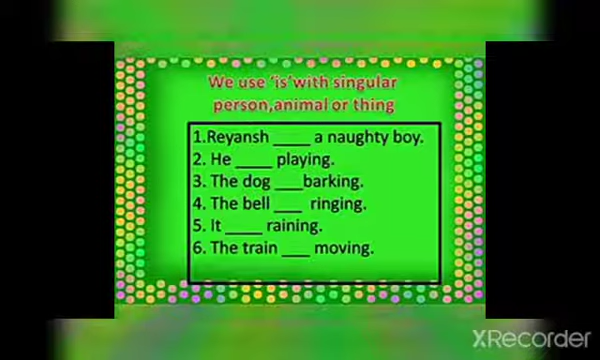 We use 'is'with singular
person,animal or thing
1.Reyansh ____ a naughty boy.
2. He ____ playing.
3. The dog ___barking.
4. The bell ___ ringing.
5. It ____ raining.
6. The train ___ moving.
XRecorder